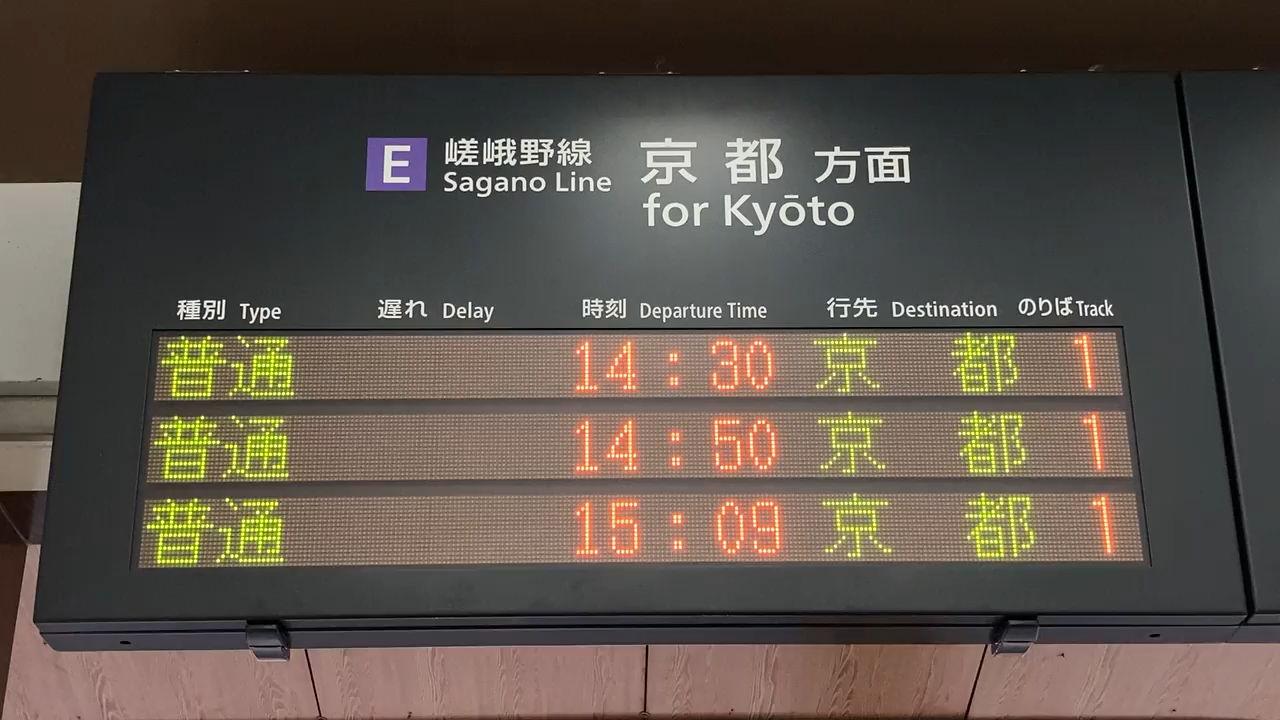 E 嵯峨野線 京都 方面
Sagano Line for Kyōto
種別 Type 遅れ Delay 時刻 Departure Time 行先 Destination のりば Track
普通 14:30 京都 1
普通 14:50 京都 1
普通 15:09 京都 1